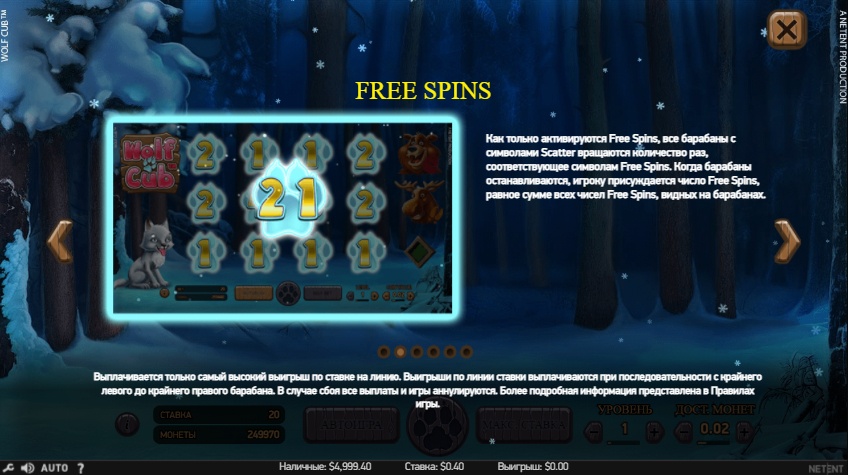 WOLF CUB™
A NETENT PRODUCTION
FREE SPINS
Wolf
Cub
2 1 1 2
2 21 2
1 1 1 1
Как только активируются Free Spins, все барабаны с
символами Scatter вращаются количество раз,
соответствующее символам Free Spins. Когда барабаны
останавливаются, игроку присуждается число Free Spins,
равное сумме всех чисел Free Spins, видных на барабанах.
Выплачивается только самый высокий выигрыш по ставке на линию. Выигрыши по линии ставки выплачиваются при последовательности с крайнего
левого до крайнего правого барабана. В случае сбоя все выплаты и игры аннулируются. Более подробная информация представлена в Правилах
игры.
СТАВКА 20
МОНЕТЫ 249970
АВТОИГРА
МАКС. СТАВКА
УРОВЕНЬ
1
ДОСТ. МОНЕТ
0.02
AUTO ?
Наличные: $4,999.40 Ставка: $0.40 Выигрыш: $0.00
NETENT